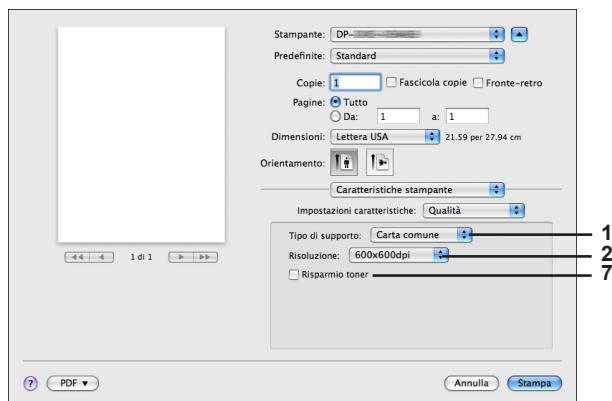 Stampante: DP-
Predefinite: Standard
Copie: 1 Fascicola copie Fronte-retro
Pagine: Tutto
Da: 1 a: 1
Dimensioni: Lettera USA 21.59 per 27.94 cm
Orientamento:
Caratteristiche stampante
Impostazioni caratteristiche: Qualità
Tipo di supporto: Carta comune 1
Risoluzione: 600x600dpi 2
Risparmio toner 7
1 di 1
? PDF ▼ Annulla Stampa